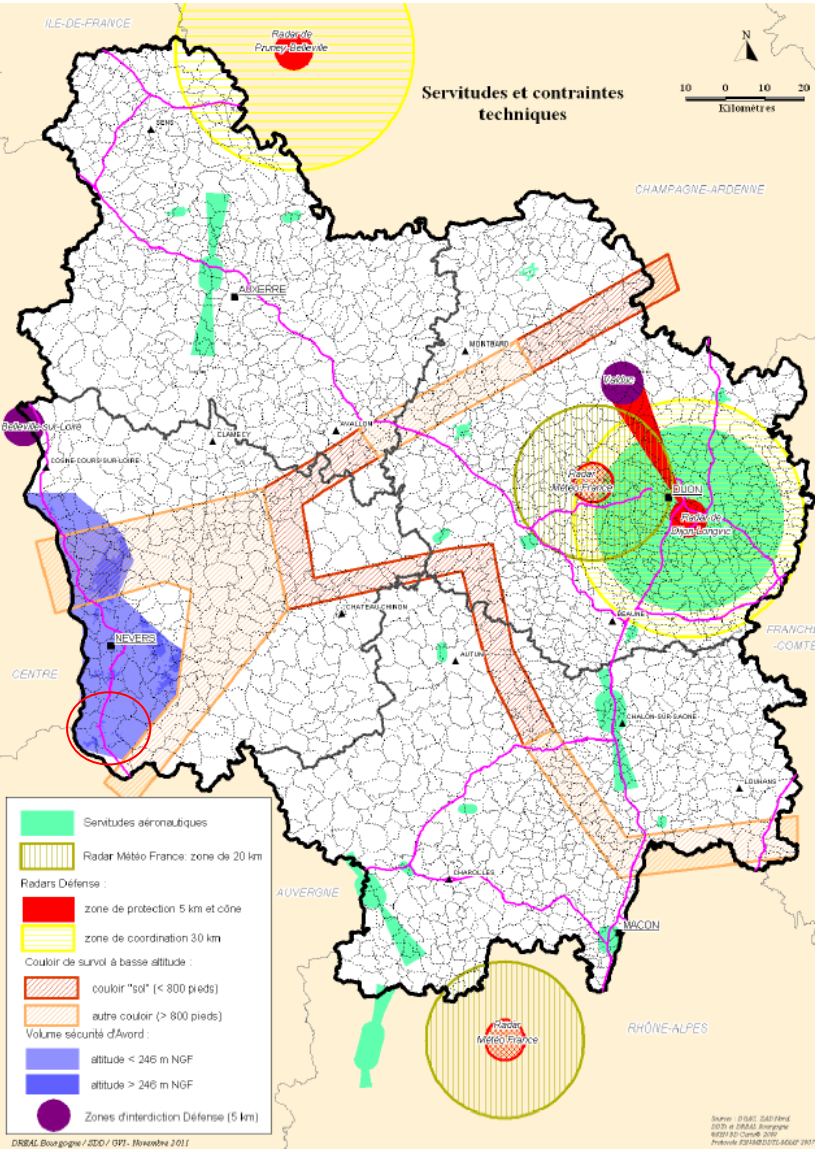 ILE-DE-FRANCE
Radar de
Pruney-Belleville
Servitudes et contraintes
techniques
N
10 0 10 20
Kilomètres
SENS
CHAMPAGNE-ARDENNE
AUXERRE
MONTBARD
Valduc
Belleville-sur-Loire
CLAMECY
AVALLON
COSNE-COURS-SUR-LOIRE
Radar
Météo France
DIJON
Radar de
Dijon-Longvic
CHATEAU-CHINON
BEAUNE
NEVERS
FRANCHE
-COMTÉ
CENTRE
AUTUN
CHALON-SUR-SAONE
LOUHANS
Servitudes aéronautiques
Radar Météo France: zone de 20 km
Radars Défense :
zone de protection 5 km et cône
zone de coordination 30 km
Couloir de survol à basse altitude :
couloir "sol" (< 800 pieds)
autre couloir (> 800 pieds)
Volume sécurité d'Avord :
altitude < 246 m NGF
altitude > 246 m NGF
Zones d'interdiction Défense (5 km)
AUVERGNE
CHAROLLES
MACON
Radar
Météo France
RHÔNE-ALPES
DREAL Bourgogne / SDD / GVI - Novembre 2011